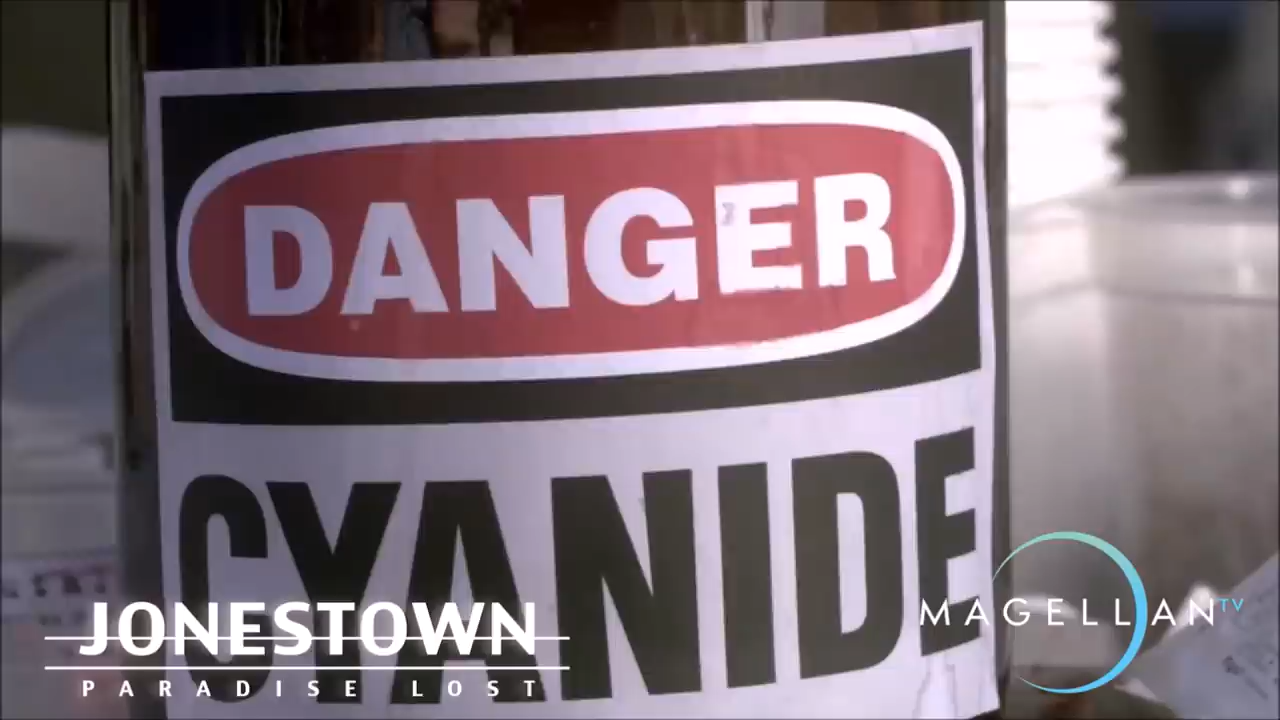 DANGER
CYANIDE
JONESTOWN
PARADISE LOST
MAGELLAN TV